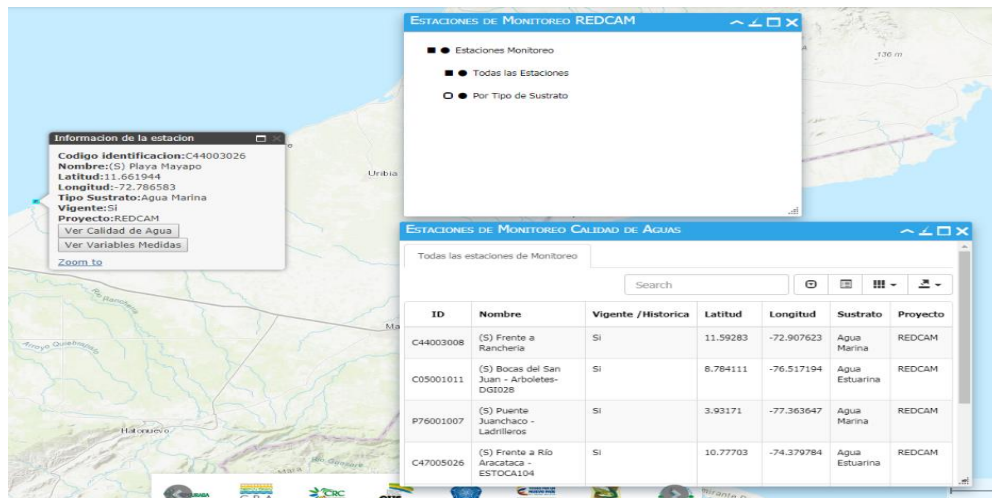 ESTACIONES DE MONITOREO REDCAM
Estaciones Monitoreo
Todas las Estaciones
Por Tipo de Sustrato
130 m
Informacion de la estacion
Codigo identificacion:C44003026
Nombre:(S) Playa Mayapo
Latitud:11.661944
Longitud:-72.786583
Tipo Sustrato:Agua Marina
Vigente:Si
Proyecto:REDCAM
Ver Calidad de Agua
Ver Variables Medidas
Zoom to
Uribia
Ma
Hatonuevo
ESTACIONES DE MONITOREO CALIDAD DE AGUAS
Todas las estaciones de Monitoreo
Search
ID Nombre Vigente /Historica Latitud Longitud Sustrato Proyecto
C44003008 (S) Frente a Rancheria Si 11.59283 -72.907623 Agua Marina REDCAM
C05001011 (S) Bocas del San Juan - Arboletes- DGI028 Si 8.784111 -76.517194 Agua Estuarina REDCAM
P76001007 (S) Puente Juanchaco - Ladrilleros Si 3.93171 -77.363647 Agua Marina REDCAM
C47005026 (S) Frente a Río Aracataca - ESTOCA104 Si 10.77703 -74.379784 Agua Estuarina REDCAM
CRC